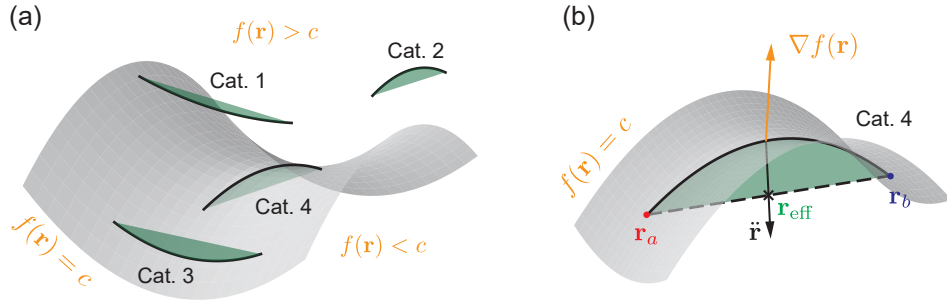 (a)
f(r) > c
Cat. 1
Cat. 2
Cat. 4
f(r) = c
Cat. 3
f(r) < c
(b)
∇f(r)
f(r) = c
Cat. 4
r_a
r_eff
r_b
r̈